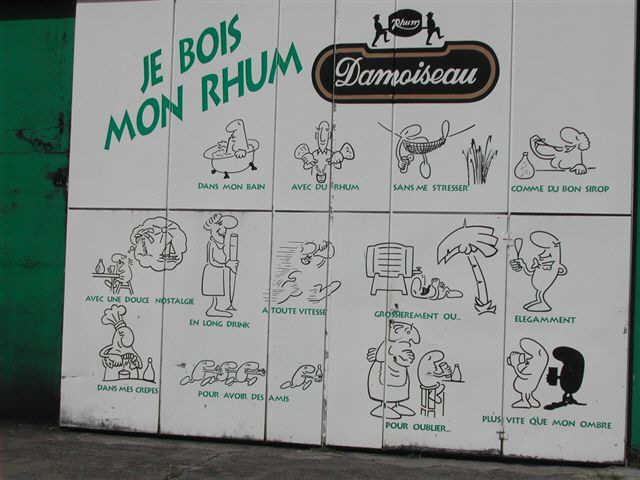 JE BOIS
MON RHUM
Rhum
Damoiseau
DANS MON BAIN
AVEC DU RHUM
SANS ME STRESSER
COMME DU BON SIROP
AVEC UNE DOUCE NOSTALGIE
EN LONG DRINK
A TOUTE VITESSE
GROSSIEREMENT OU...
ELEGAMMENT
DANS MES CREPES
POUR AVOIR DES AMIS
POUR OUBLIER...
PLUS VITE QUE MON OMBRE